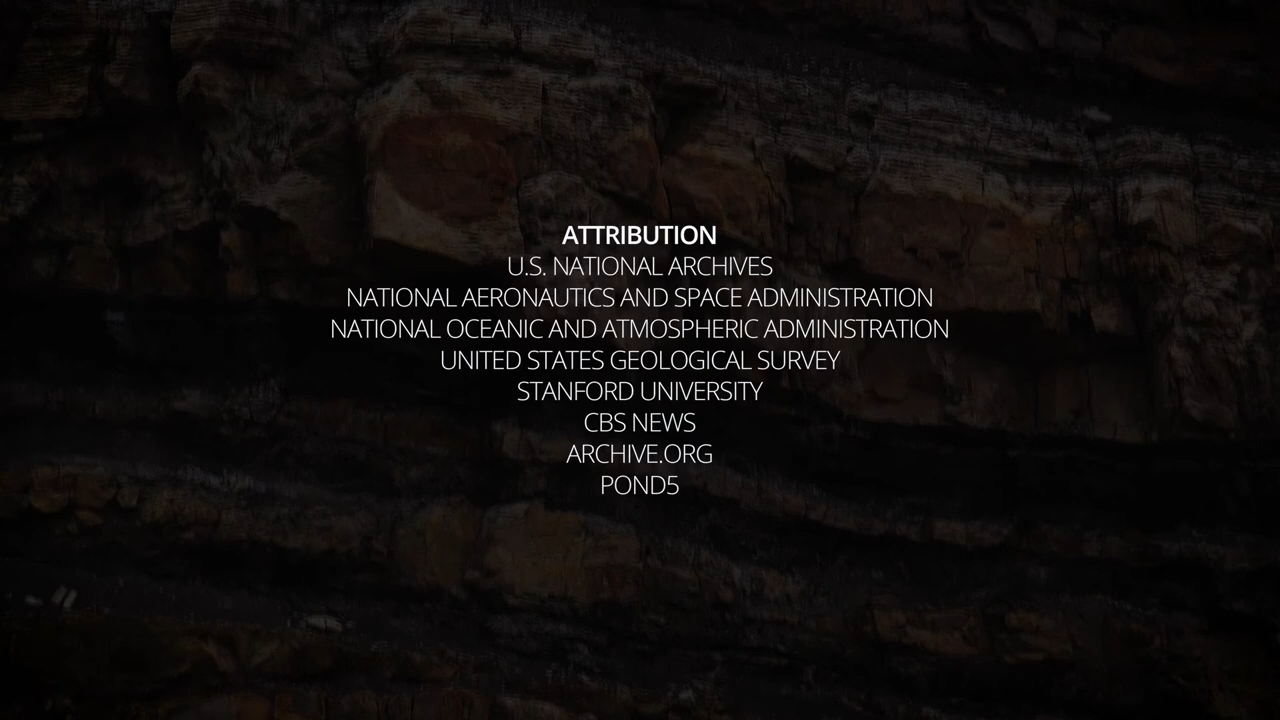 ATTRIBUTION
U.S. NATIONAL ARCHIVES
NATIONAL AERONAUTICS AND SPACE ADMINISTRATION
NATIONAL OCEANIC AND ATMOSPHERIC ADMINISTRATION
UNITED STATES GEOLOGICAL SURVEY
STANFORD UNIVERSITY
CBS NEWS
ARCHIVE.ORG
POND5